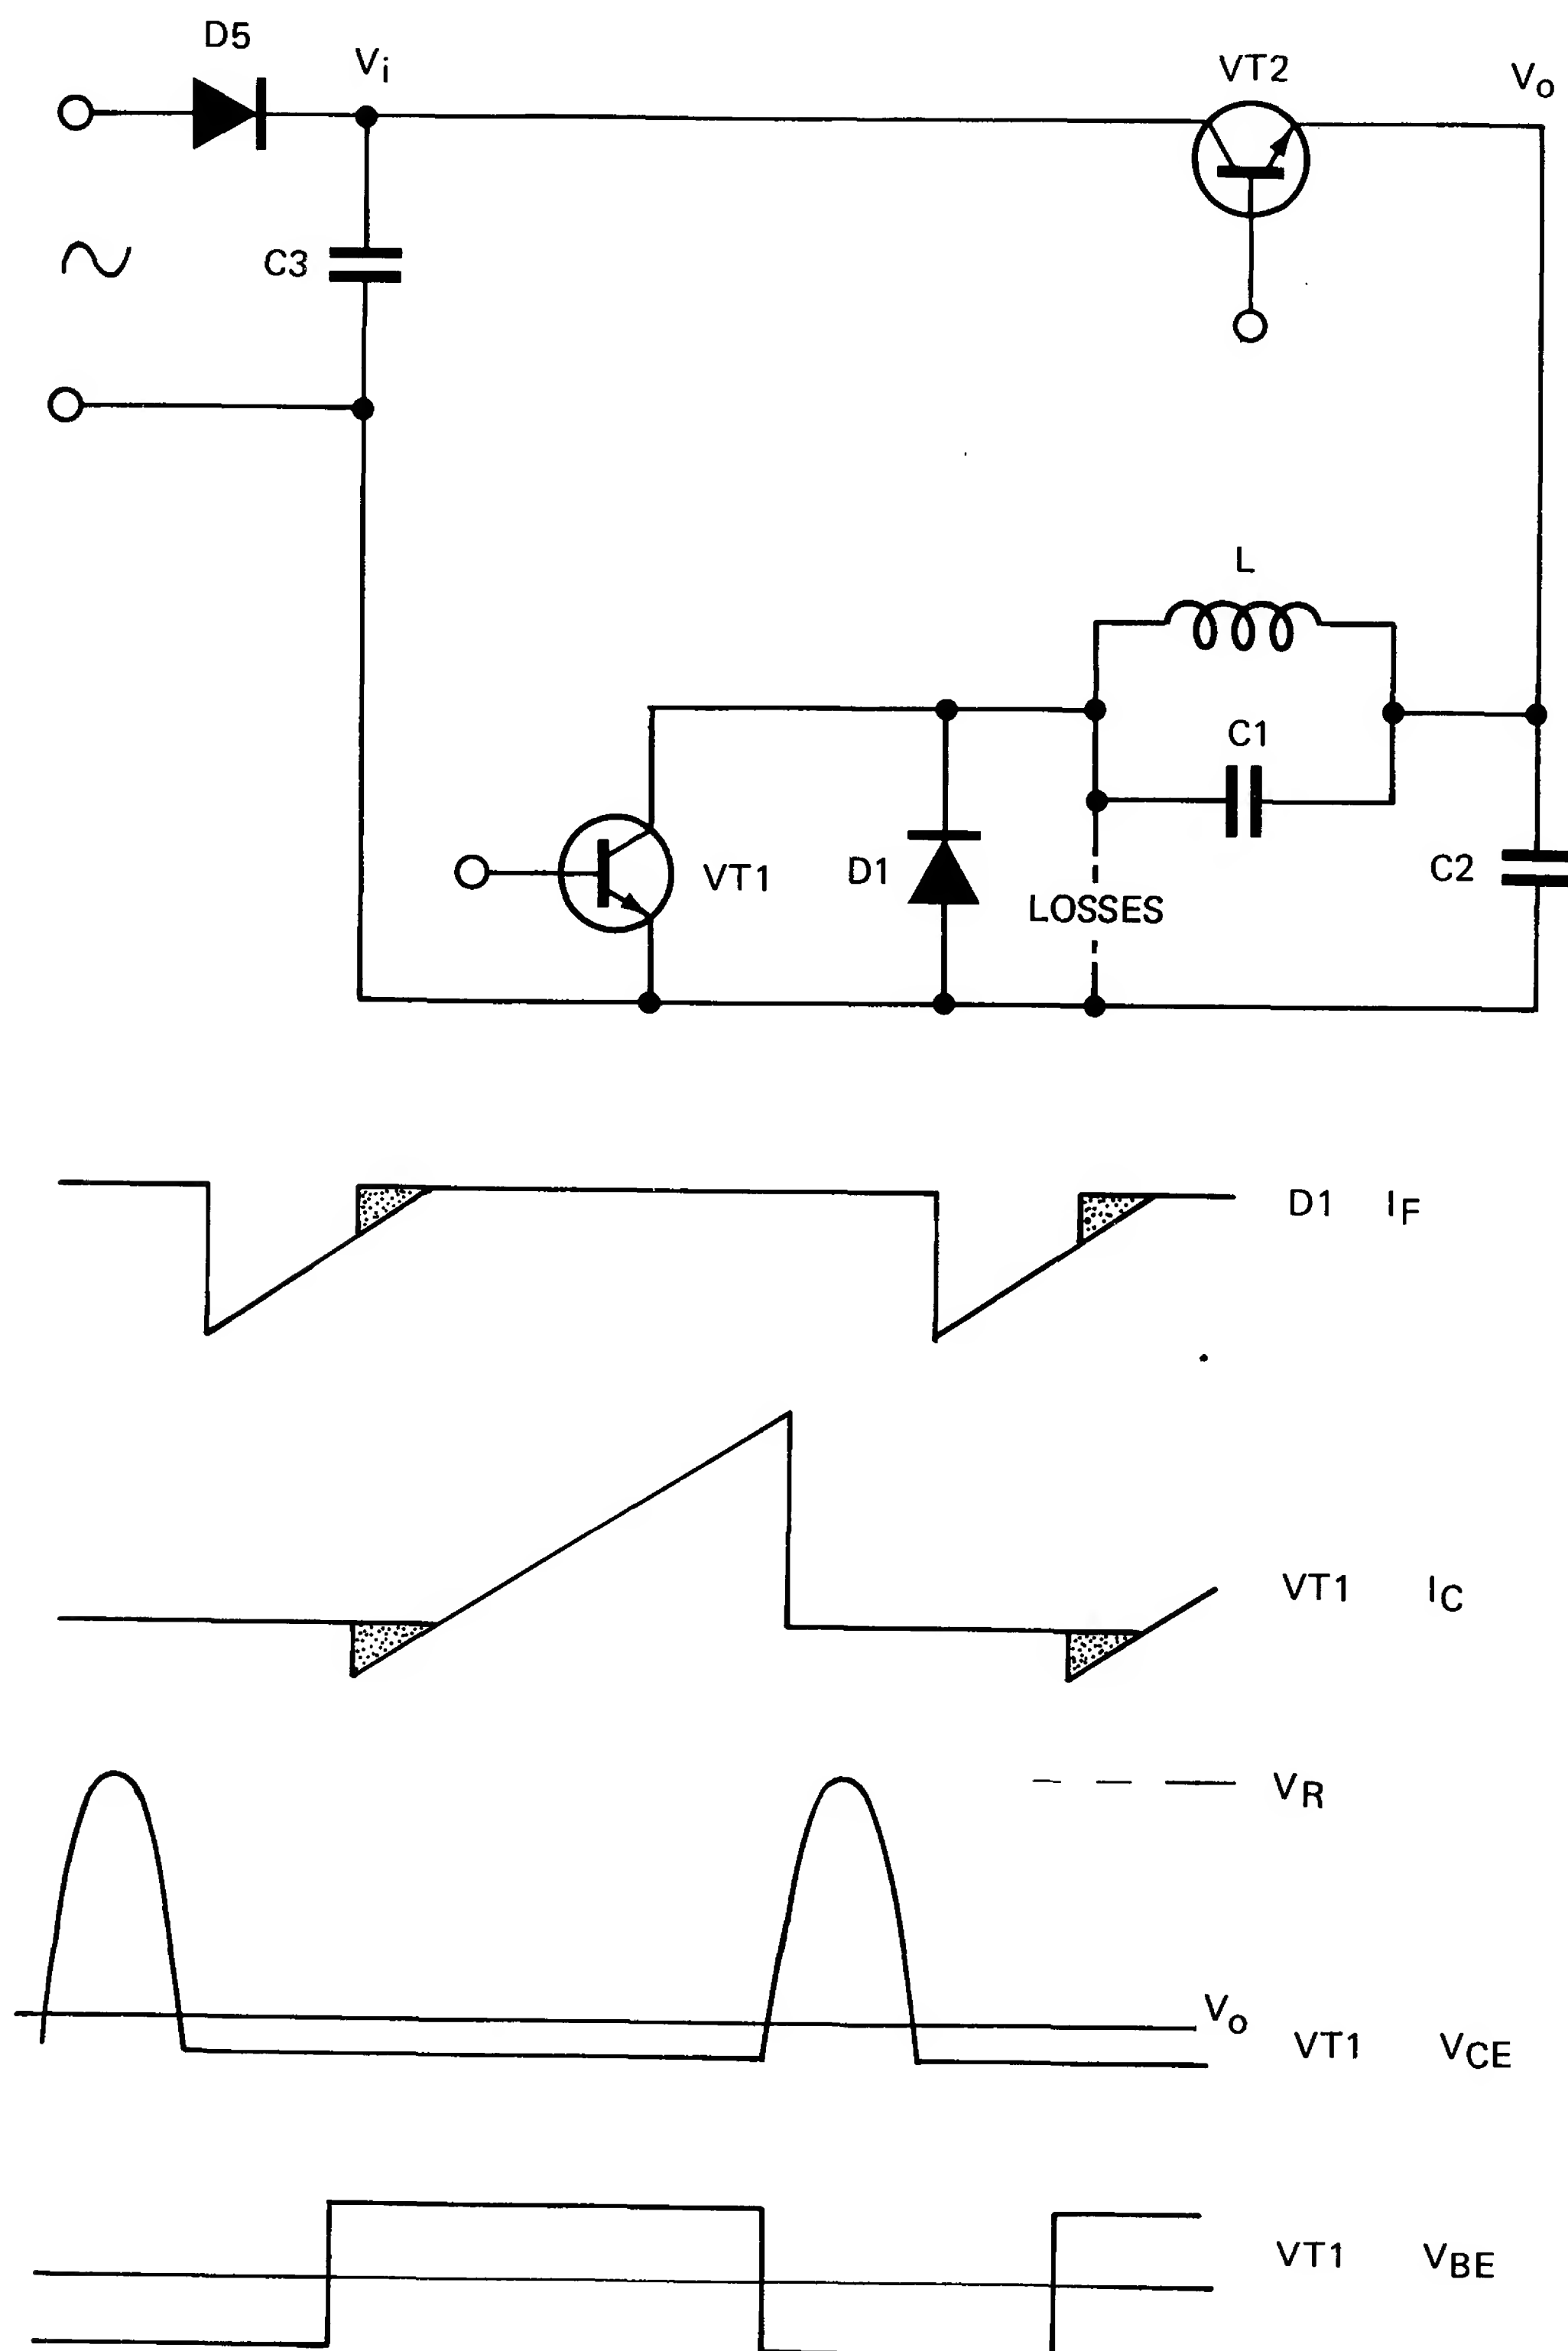 D5
Vi
VT2
Vo
C3
L
C1
VT1
D1
LOSSES
C2
D1 IF
VT1 IC
VR
Vo
VT1 VCE
VT1 VBE